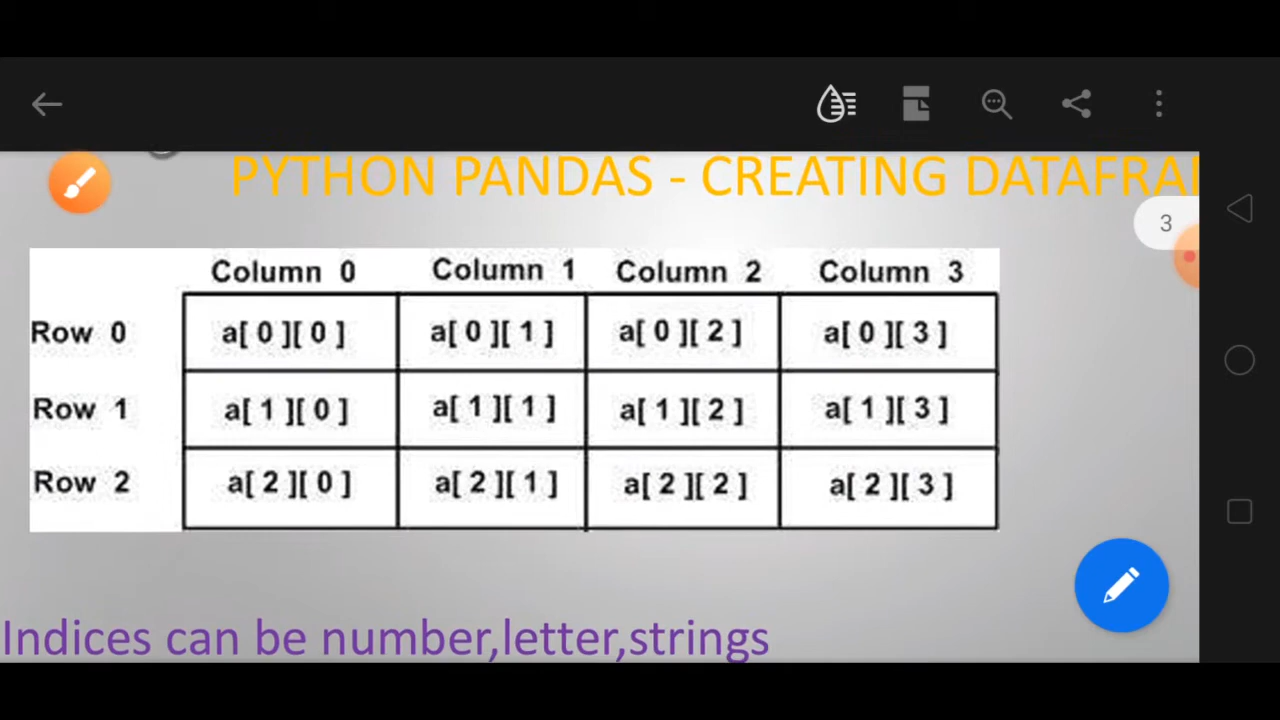 PYTHON PANDAS - CREATING DATAFRA
3
Column 0 Column 1 Column 2 Column 3
Row 0 a[ 0 ][ 0 ] a[ 0 ][ 1 ] a[ 0 ][ 2 ] a[ 0 ][ 3 ]
Row 1 a[ 1 ][ 0 ] a[ 1 ][ 1 ] a[ 1 ][ 2 ] a[ 1 ][ 3 ]
Row 2 a[ 2 ][ 0 ] a[ 2 ][ 1 ] a[ 2 ][ 2 ] a[ 2 ][ 3 ]
Indices can be number,letter,strings